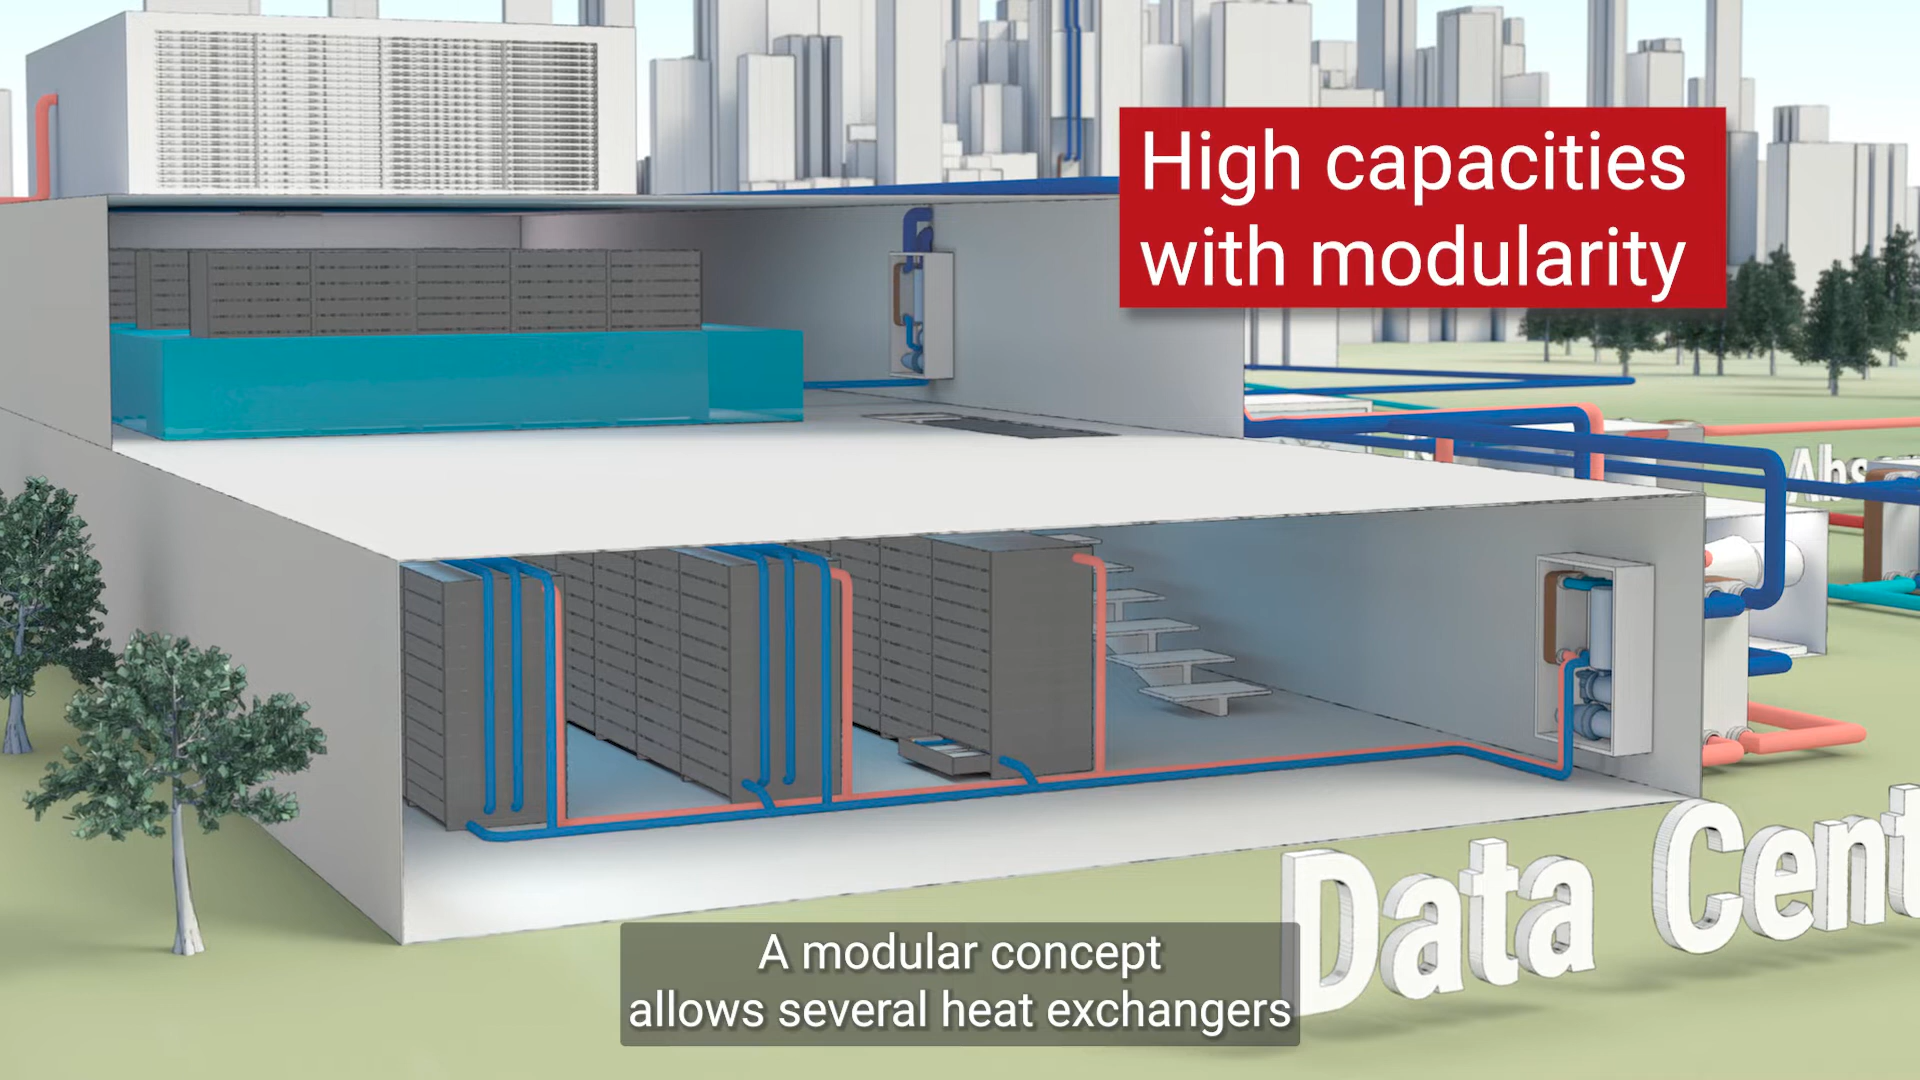 High capacities
with modularity
Data Cent
A modular concept
allows several heat exchangers